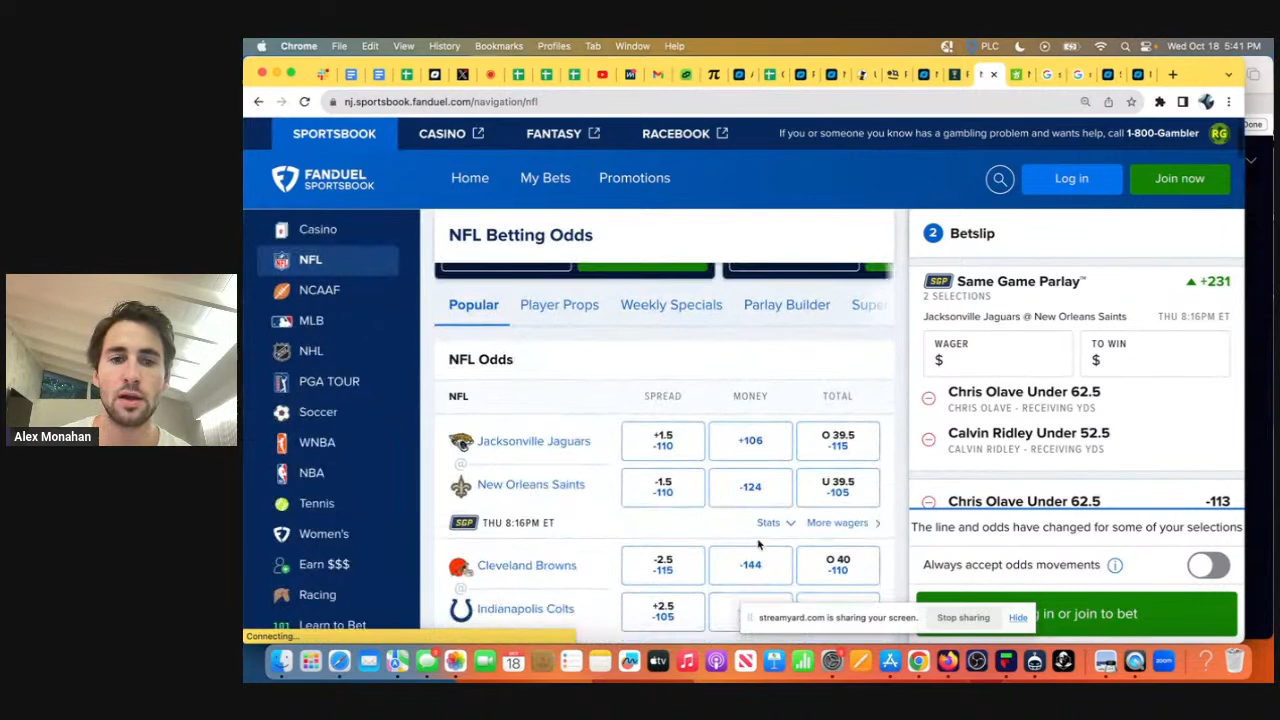 Chrome File Edit View History Bookmarks Profiles Tab Window Help PLC Wed Oct 18 5:41 PM
nj.sportsbook.fanduel.com/navigation/nfl
SPORTSBOOK CASINO FANTASY RACEBOOK If you or someone you know has a gambling problem and wants help, call 1-800-Gambler RG
FANDUEL
SPORTSBOOK
Home My Bets Promotions Log in Join now
Done
Casino
NFL
NCAAF
MLB
NHL
PGA TOUR
Soccer
WNBA
NBA
Tennis
Women's
Earn $$$
Racing
101 Learn to Bet
Connecting...
NFL Betting Odds
Popular Player Props Weekly Specials Parlay Builder Supe
NFL Odds
NFL SPREAD MONEY TOTAL
Jacksonville Jaguars +1.5 -110 +106 O 39.5 -115
@
New Orleans Saints -1.5 -110 -124 U 39.5 -105
SGP THU 8:16PM ET Stats More wagers
Cleveland Browns -2.5 -115 -144 O 40 -110
@
Indianapolis Colts +2.5 -105
2 Betslip
SGP Same Game Parlay™ +231
2 SELECTIONS
Jacksonville Jaguars @ New Orleans Saints THU 8:16PM ET
WAGER TO WIN
$ $
Chris Olave Under 62.5
CHRIS OLAVE - RECEIVING YDS
Calvin Ridley Under 52.5
CALVIN RIDLEY - RECEIVING YDS
Chris Olave Under 62.5 -113
The line and odds have changed for some of your selections
Always accept odds movements
in or join to bet
streamyard.com is sharing your screen. Stop sharing Hide
Alex Monahan
OCT
18
zoom